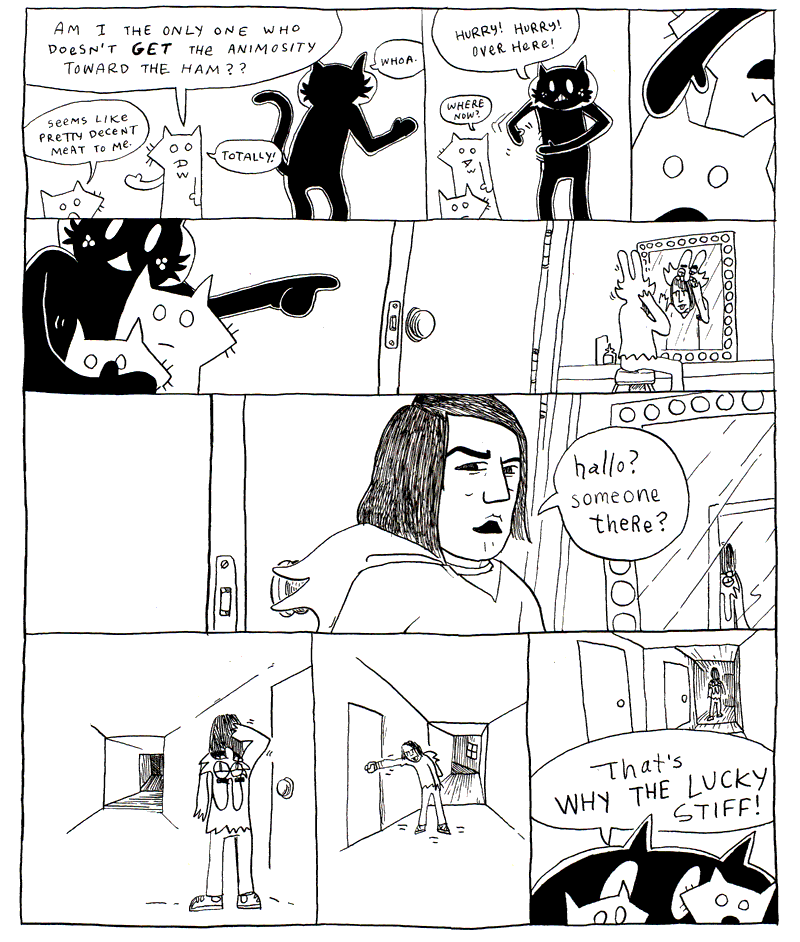 AM I THE ONLY ONE WHO
DOESN'T GET THE ANIMOSITY
TOWARD THE HAM??
SEEMS LIKE
PRETTY DECENT
MEAT TO ME.
TOTALLY!
WHOA.
HURRY! HURRY!
OVER HERE!
WHERE
NOW?
hallo?
someone
there?
That's
WHY THE LUCKY
STIFF!